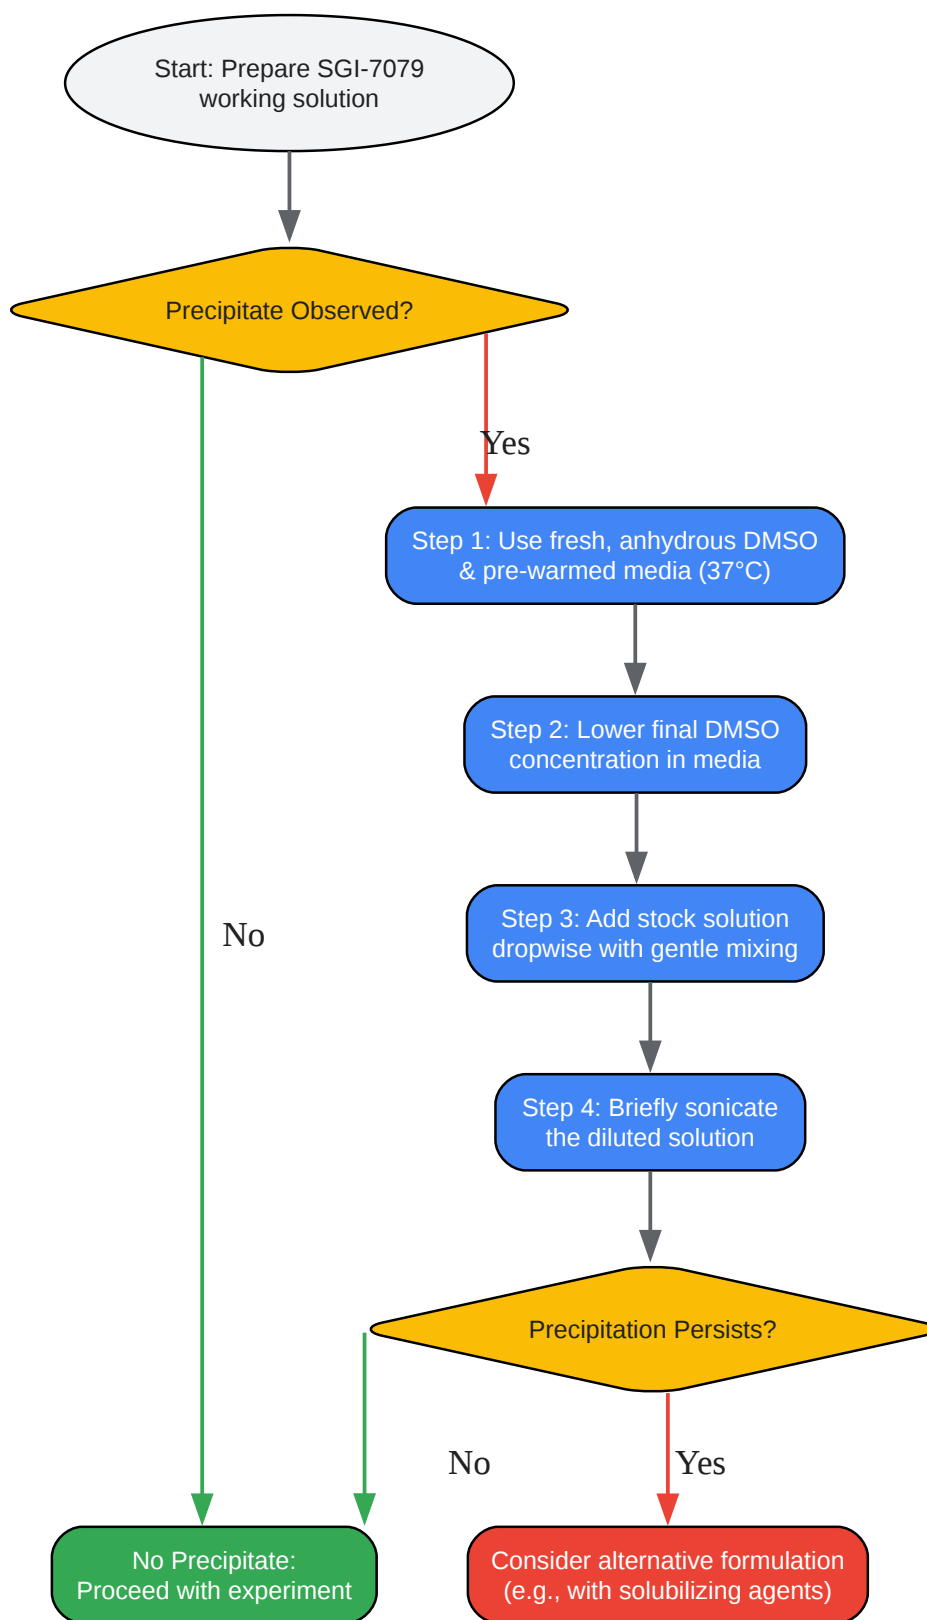 Start: Prepare SGI-7079
working solution
Precipitate Observed?
Yes
Step 1: Use fresh, anhydrous DMSO
& pre-warmed media (37°C)
Step 2: Lower final DMSO
concentration in media
Step 3: Add stock solution
dropwise with gentle mixing
No
Step 4: Briefly sonicate
the diluted solution
Precipitation Persists?
No
Yes
No Precipitate:
Proceed with experiment
Consider alternative formulation
(e.g., with solubilizing agents)